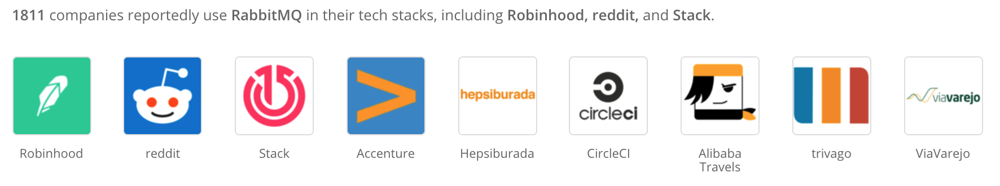 1811 companies reportedly use RabbitMQ in their tech stacks, including Robinhood, reddit, and Stack.
hepsiburada
circleci
viavarejo
Robinhood
reddit
Stack
Accenture
Hepsiburada
CircleCI
Alibaba
Travels
trivago
ViaVarejo